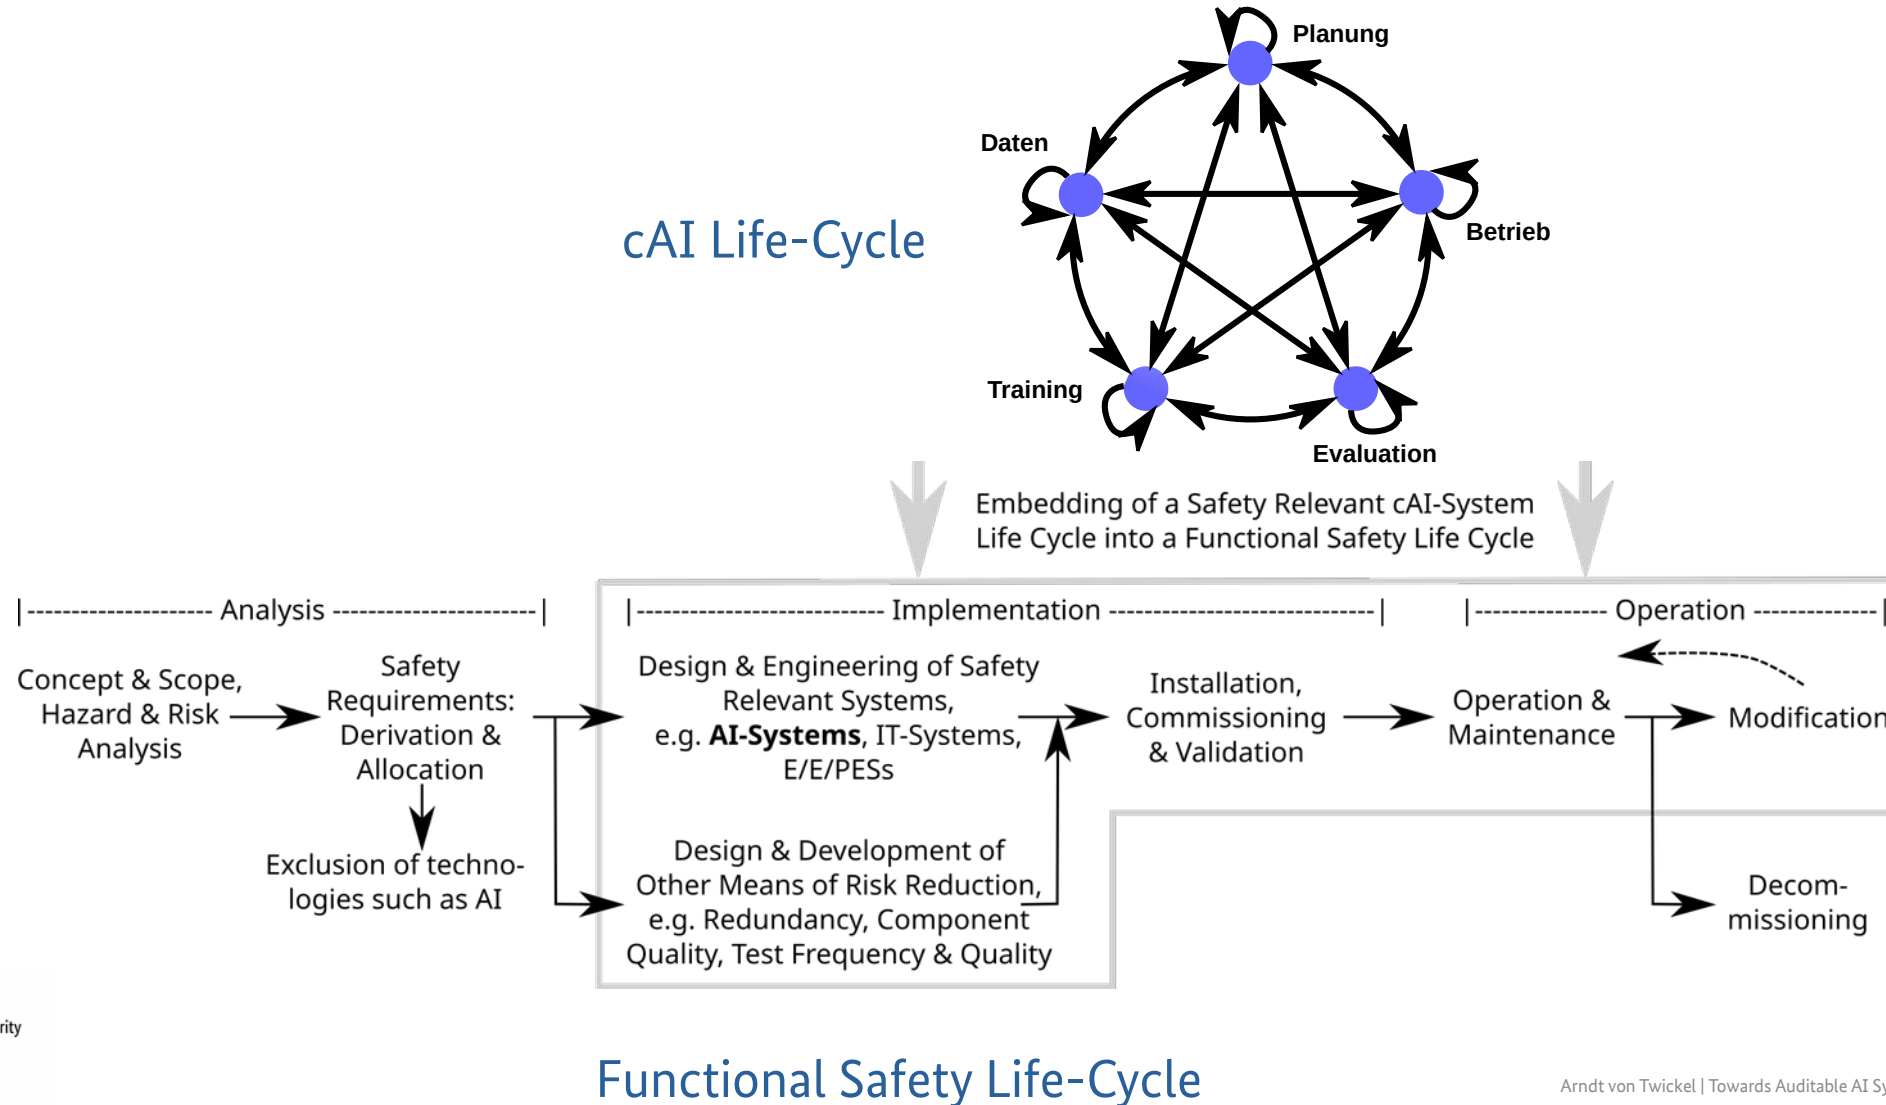 Planung
Daten
Betrieb
cAI Life-Cycle
Training
Evaluation
Embedding of a Safety Relevant cAI-System
Life Cycle into a Functional Safety Life Cycle
|--------------------- Analysis -----------------------|
|---------------------------- Implementation ------------------------------|
|--------------- Operation --------------|
Concept & Scope,
Hazard & Risk
Analysis
Safety
Requirements:
Derivation &
Allocation
Exclusion of techno-
logies such as AI
Design & Engineering of Safety
Relevant Systems,
e.g. AI-Systems, IT-Systems,
E/E/PESs
Design & Development of
Other Means of Risk Reduction,
e.g. Redundancy, Component
Quality, Test Frequency & Quality
Installation,
Commissioning
& Validation
Operation &
Maintenance
Modification
Decom-
missioning
rity
Functional Safety Life-Cycle
Arndt von Twickel | Towards Auditable AI Sy